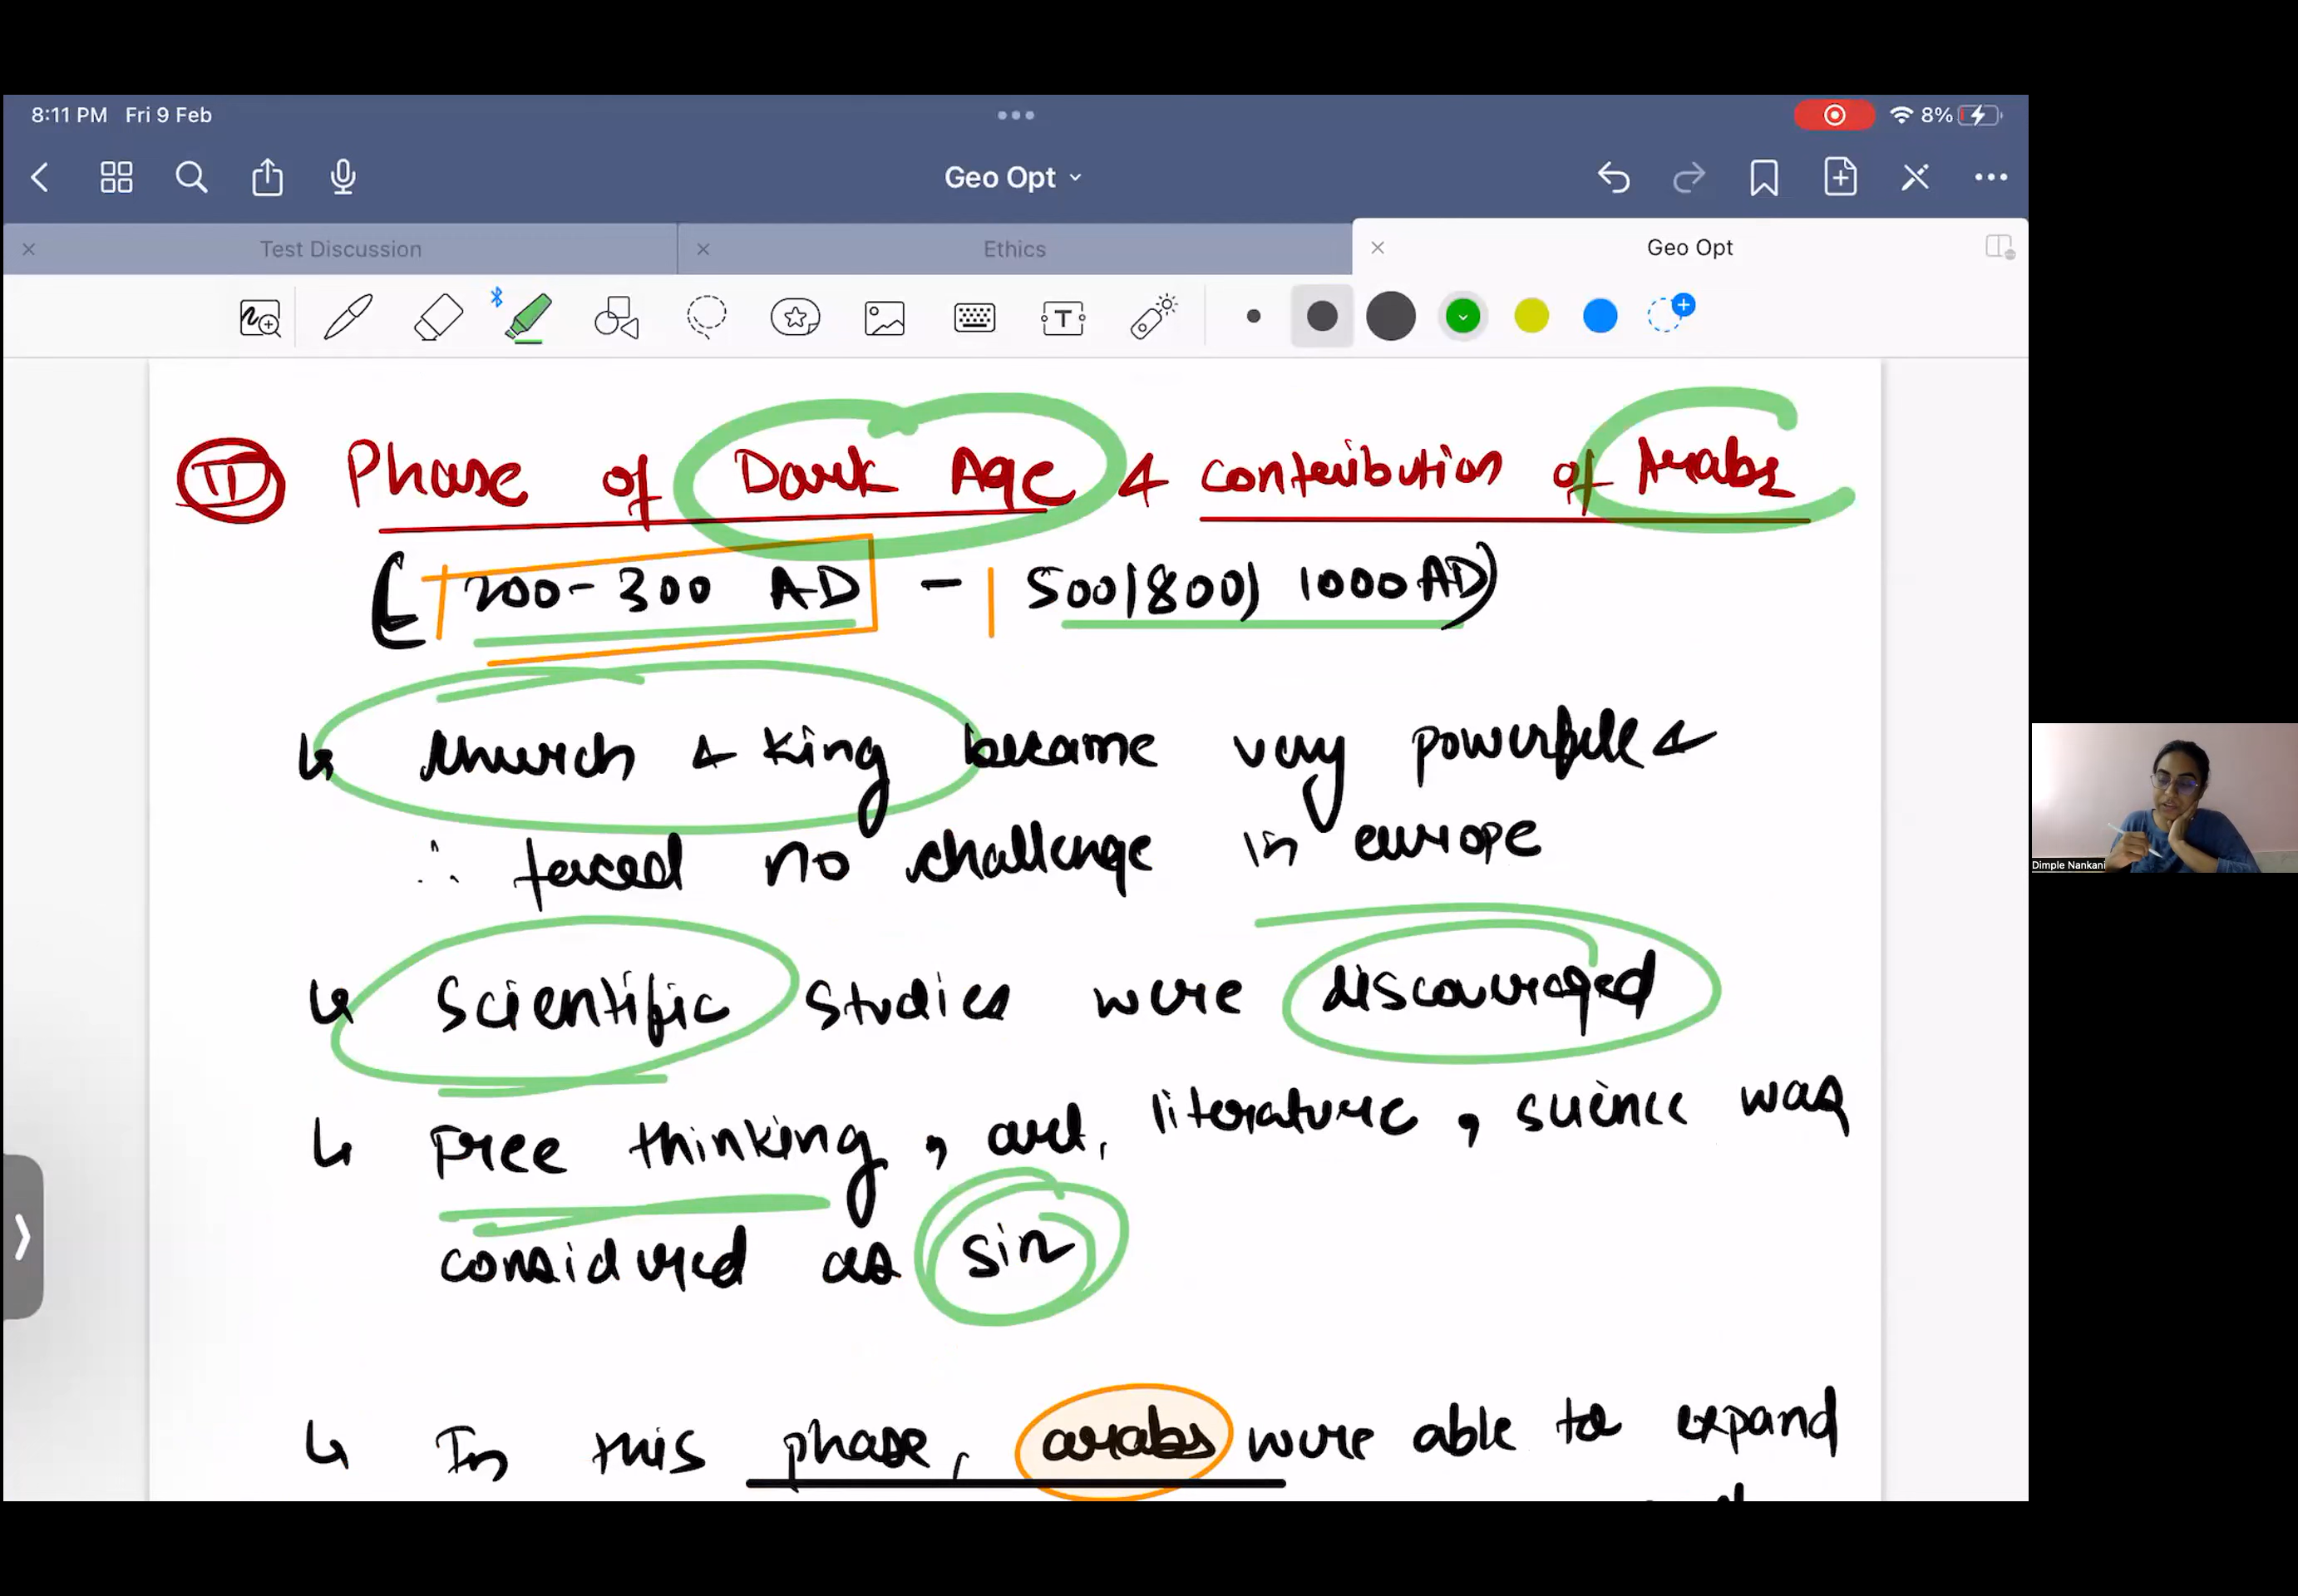 8:11 PM Fri 9 Feb
8%
Geo Opt
Test Discussion
Ethics
Geo Opt
T
II Phase of Dark Age & contribution of Arabs
(200-300 AD - 500/800/1000 AD)
↳ church & king became very powerful &
∴ faced no challenge in europe
↳ Scientific studies were discouraged
↳ Free thinking, art, literature, science was
considered as sin
↳ In this phase, arabs were able to expand
Dimple Nankani